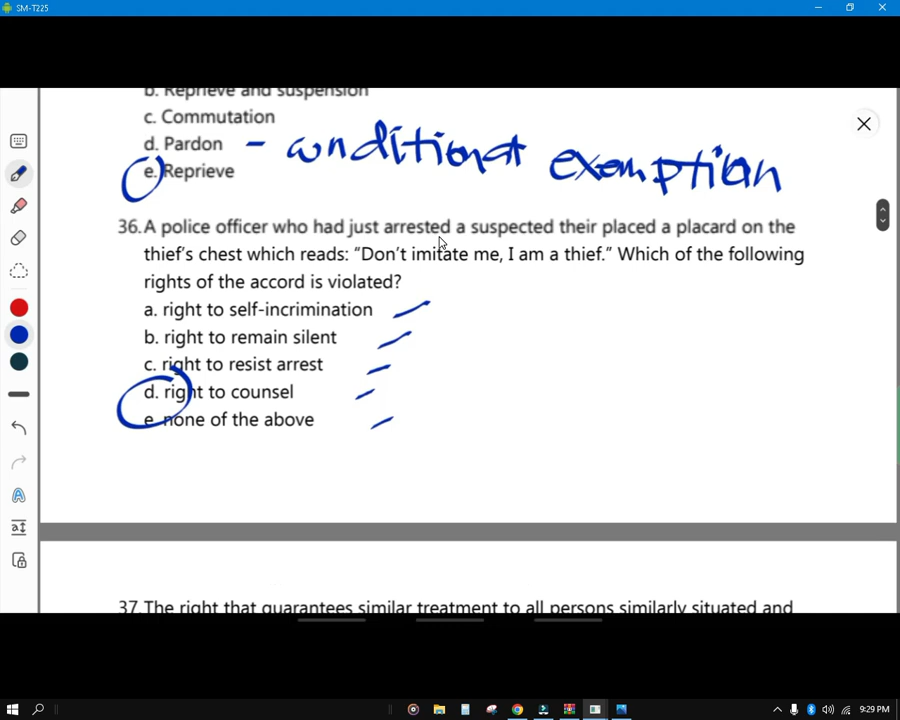 SM-T225
b. Reprieve and suspension
c. Commutation
d. Pardon - conditional exemption
e. Reprieve
36. A police officer who had just arrested a suspected their placed a placard on the
thief's chest which reads: "Don't imitate me, I am a thief." Which of the following
rights of the accord is violated?
a. right to self-incrimination
b. right to remain silent
c. right to resist arrest
d. right to counsel
e. none of the above
37. The right that guarantees similar treatment to all persons similarly situated and
9:29 PM